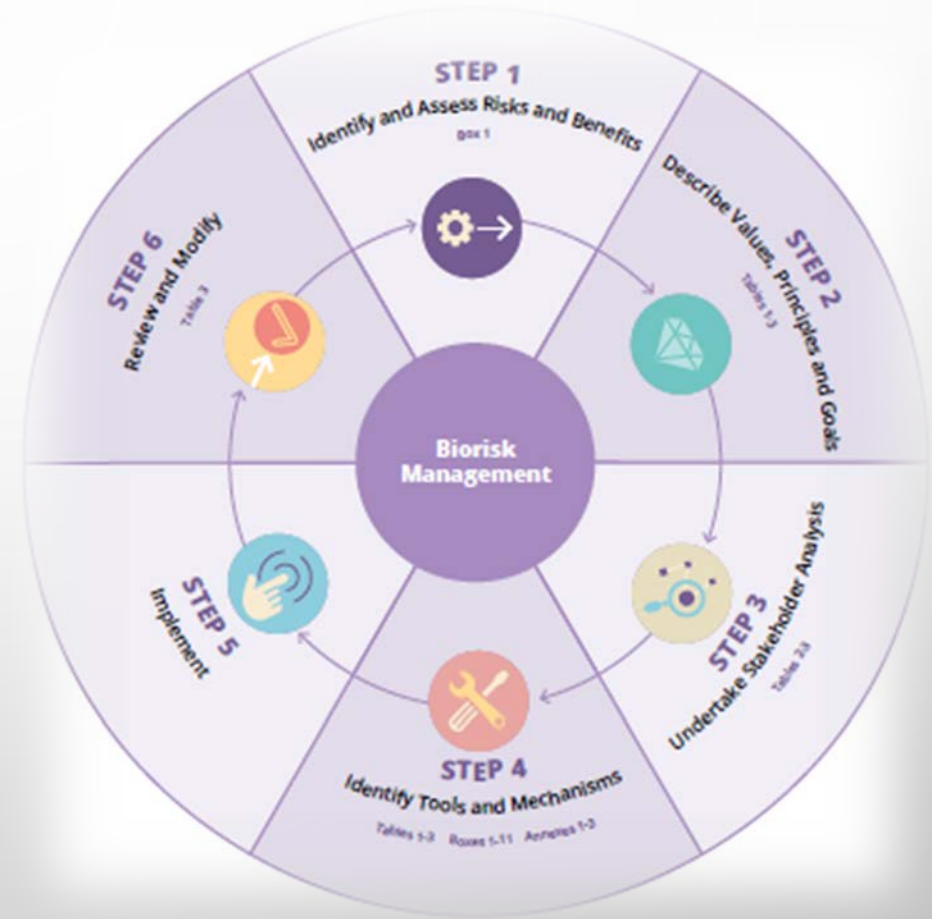 STEP 1
Identify and Assess Risks and Benefits
Box 1
STEP 2
Describe Values, Principles and Goals
Tables 1-3
STEP 3
Undertake Stakeholder Analysis
Tables
STEP 4
Identify Tools and Mechanisms
Tables 1-3 Boxes 1-11 Annexes
STEP 5
Implement
STEP 6
Review and Modify
Table 3
Biorisk
Management